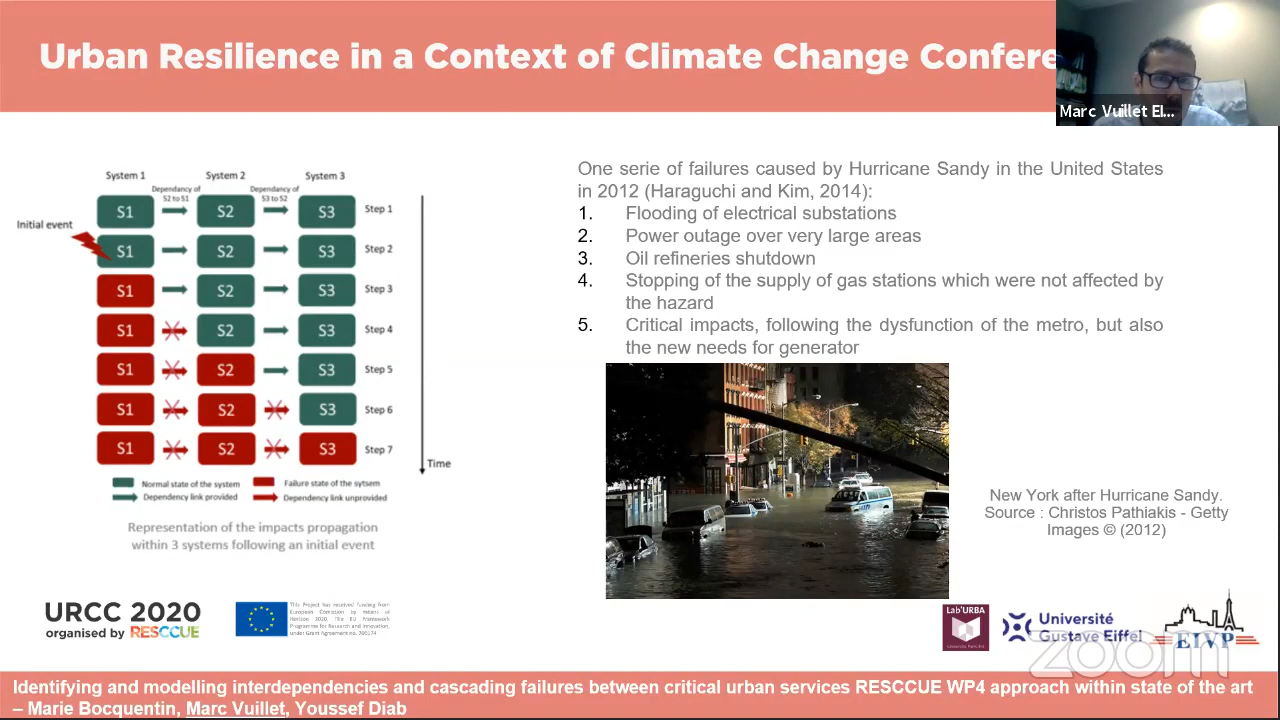 Urban Resilience in a Context of Climate Change Confere
Marc Vuillet EI...
System 1 System 2 System 3
Dependancy of
S2 to S1
Dependancy of
S3 to S2
Initial event
S1 S2 S3 Step 1
S1 S2 S3 Step 2
S1 S2 S3 Step 3
S1 S2 S3 Step 4
S1 S2 S3 Step 5
S1 S2 S3 Step 6
S1 S2 S3 Step 7
Time
Normal state of the system
Failure state of the sytsem
Dependency link provided
Dependency link unprovided
Representation of the impacts propagation
within 3 systems following an initial event
One serie of failures caused by Hurricane Sandy in the United States
in 2012 (Haraguchi and Kim, 2014):
1. Flooding of electrical substations
2. Power outage over very large areas
3. Oil refineries shutdown
4. Stopping of the supply of gas stations which were not affected by
the hazard
5. Critical impacts, following the dysfunction of the metro, but also
the new needs for generator
New York after Hurricane Sandy.
Source : Christos Pathiakis - Getty
Images © (2012)
URCC 2020
organised by RESCCUE
This Project has received funding from
European Comission by means of
Horizon 2020, The EU Framework
Programme for Research and Innovation,
under Grant Agreement no. 700174
Lab'URBA
Université Paris-Est
Université
Gustave Eiffel
EIVP
zoom
Identifying and modelling interdependencies and cascading failures between critical urban services RESCCUE WP4 approach within state of the art
– Marie Bocquentin, Marc Vuillet, Youssef Diab